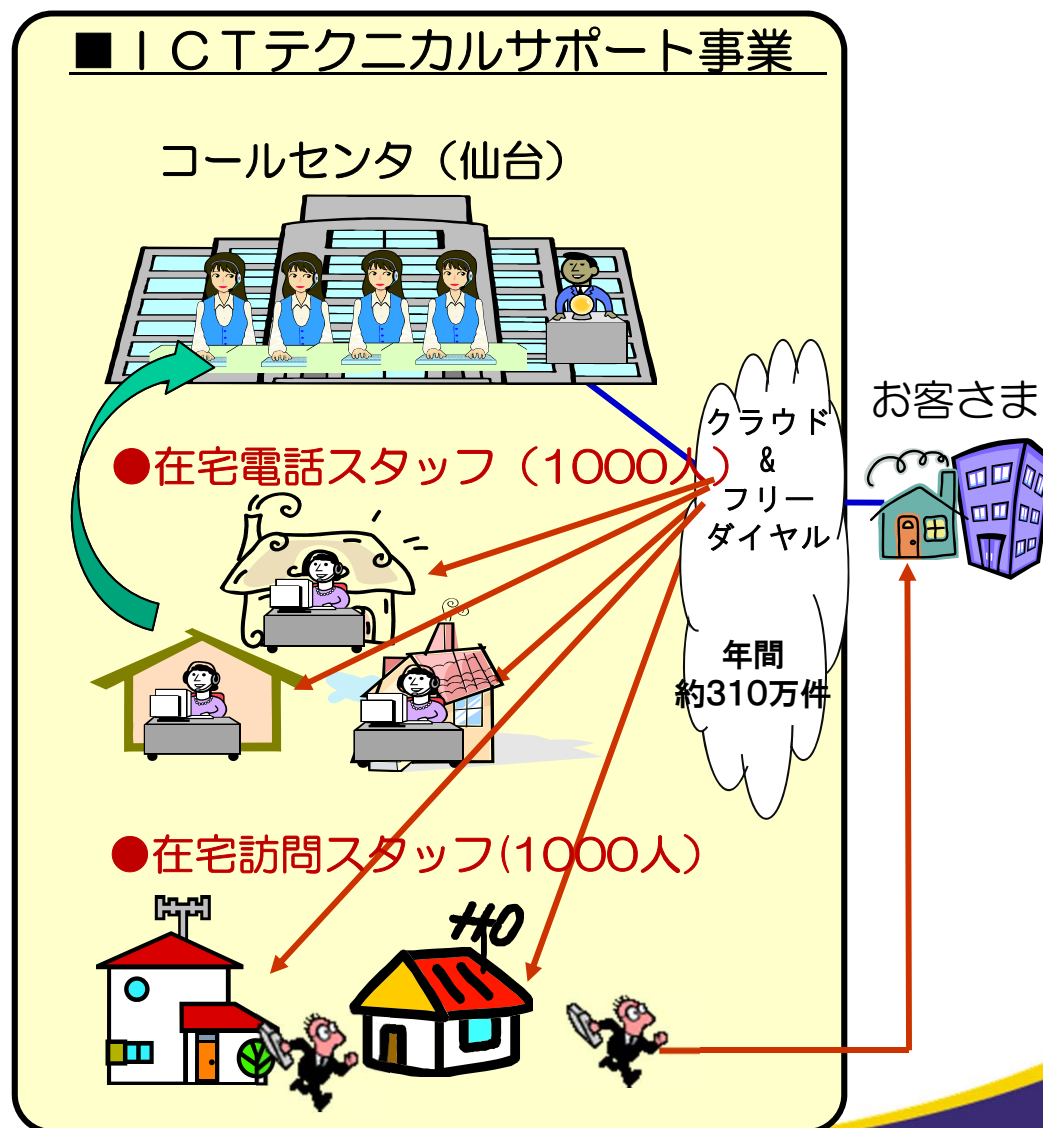 ■ＩＣＴテクニカルサポート事業
コールセンタ（仙台）
お客さま
クラウド
&
フリー
ダイヤル
●在宅電話スタッフ（1000人）
年間
約310万件
●在宅訪問スタッフ(1000人)